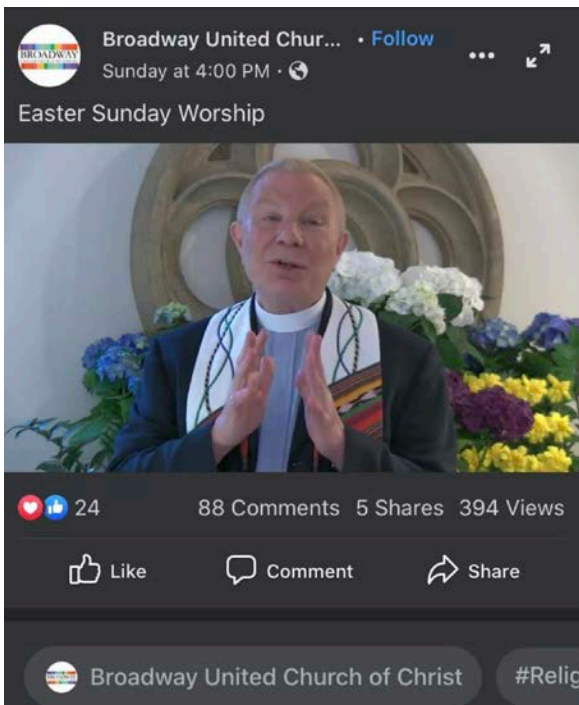 BROADWAY
Broadway United Chur... • Follow
Sunday at 4:00 PM ·
Easter Sunday Worship
24 88 Comments 5 Shares 394 Views
Like Comment Share
Broadway United Church of Christ #Relig